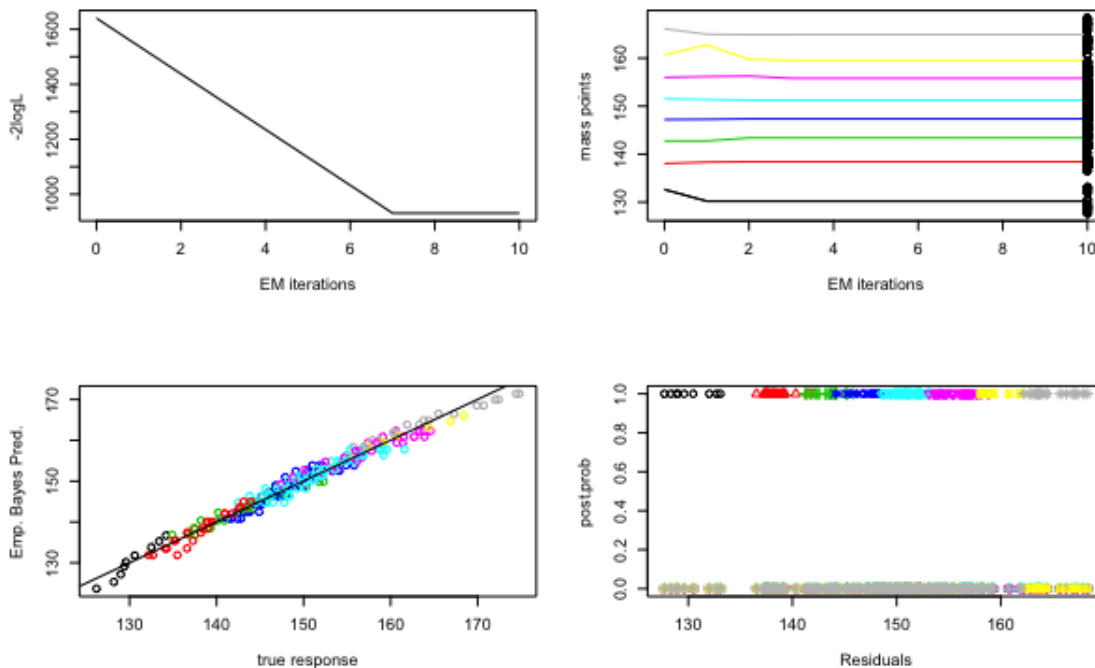 -2logL
1000 1200 1400 1600
0 2 4 6 8 10
EM iterations
mass points
130 140 150 160
0 2 4 6 8 10
EM iterations
Emp. Bayes Pred.
130 150 170
130 140 150 160 170
true response
post.prob
0.0 0.2 0.4 0.6 0.8 1.0
130 140 150 160
Residuals